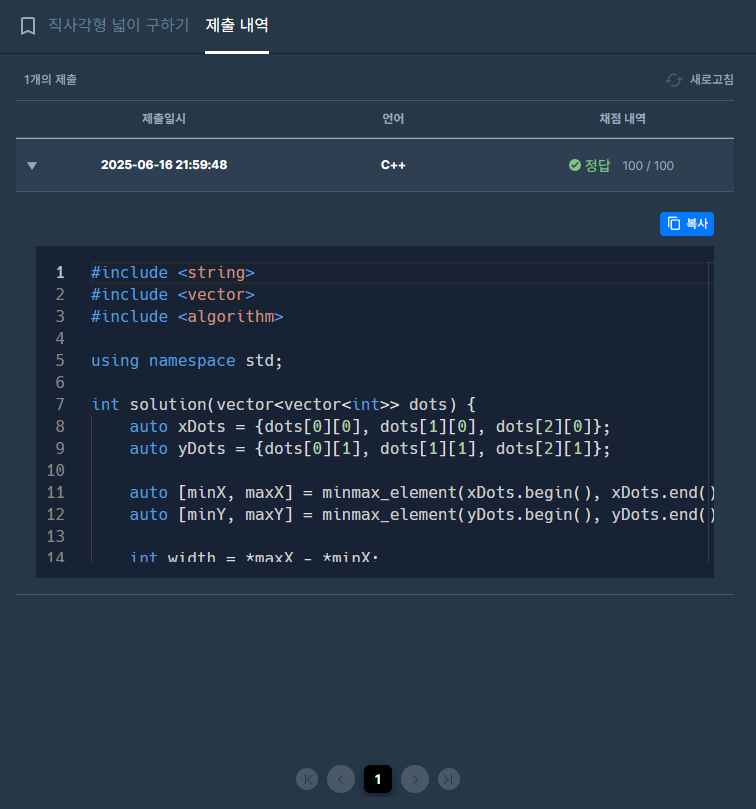 직사각형 넓이 구하기 제출 내역
1개의 제출 새로고침
제출일시 언어 채점 내역
2025-06-16 21:59:48 C++ 정답 100 / 100
복사
1 #include <string>
2 #include <vector>
3 #include <algorithm>
4
5 using namespace std;
6
7 int solution(vector<vector<int>> dots) {
8 auto xDots = {dots[0][0], dots[1][0], dots[2][0]};
9 auto yDots = {dots[0][1], dots[1][1], dots[2][1]};
10
11 auto [minX, maxX] = minmax_element(xDots.begin(), xDots.end()
12 auto [minY, maxY] = minmax_element(yDots.begin(), yDots.end()
13
14 int width = *maxX - *minX;
1